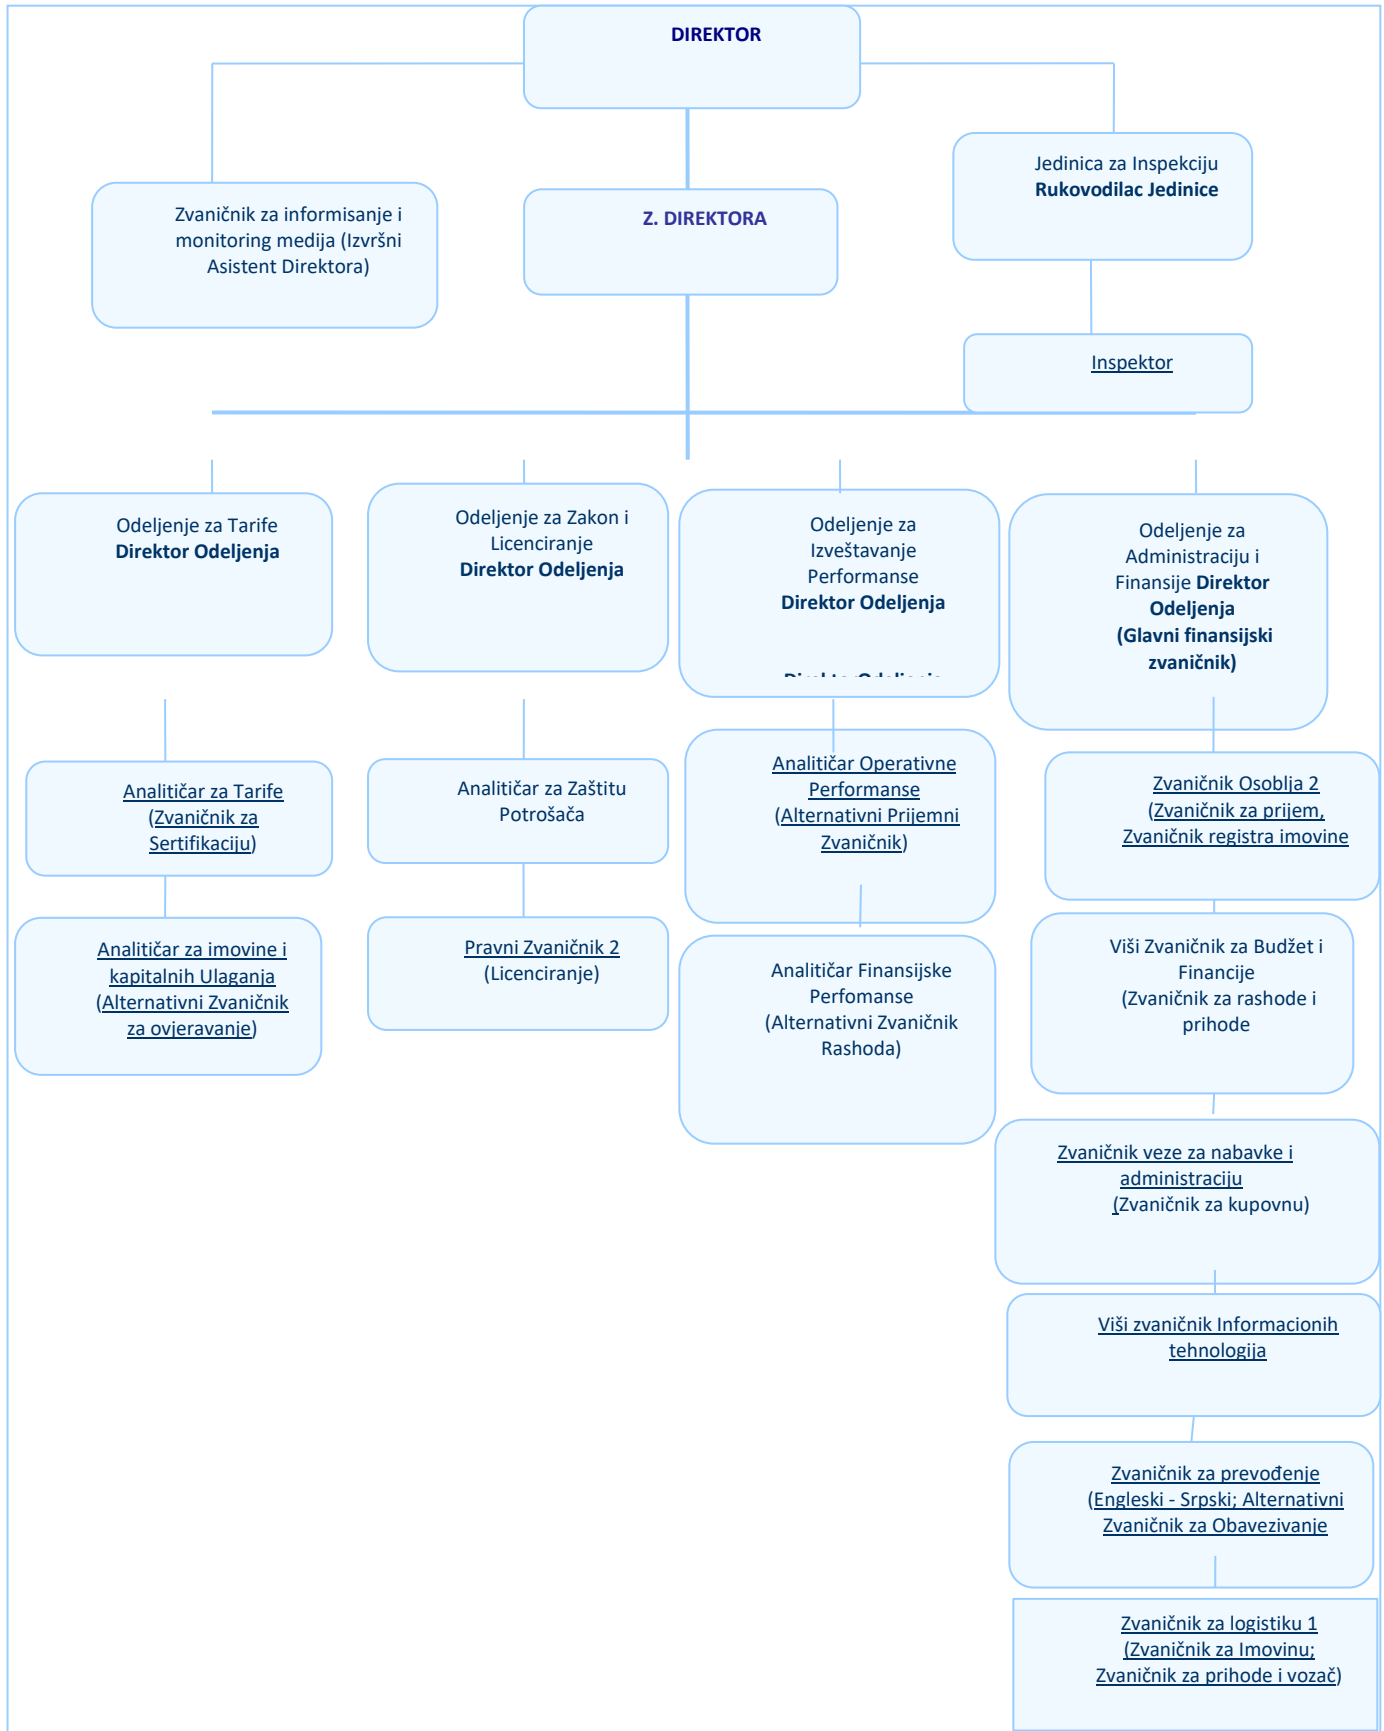 DIREKTOR
Jedinica za Inspekciju
Rukovodilac Jedinice
Zvaničnik za informisanje i
monitoring medija (Izvršni
Asistent Direktora)
Z. DIREKTORA
Inspektor
Odeljenje za Tarife
Direktor Odeljenja
Odeljenje za Zakon i
Licenciranje
Direktor Odeljenja
Odeljenje za
Izveštavanje
Performanse
Direktor Odeljenja
Direktor Odeljenja
Odeljenje za
Administraciju i
Finansije Direktor
Odeljenja
(Glavni finansijski
zvaničnik)
Analitičar za Tarife
(Zvaničnik za
Sertifikaciju)
Analitičar za Zaštitu
Potrošača
Analitičar Operativne
Performanse
(Alternativni Prijemni
Zvaničnik)
Zvaničnik Osoblja 2
(Zvaničnik za prijem,
Zvaničnik registra imovine
Analitičar za imovine i
kapitalnih Ulaganja
(Alternativni Zvaničnik
za ovjeravanje)
Pravni Zvaničnik 2
(Licenciranje)
Analitičar Finansijske
Perfomanse
(Alternativni Zvaničnik
Rashoda)
Viši Zvaničnik za Budžet i
Financije
(Zvaničnik za rashode i
prihode
Zvaničnik veze za nabavke i
administraciju
(Zvaničnik za kupovnu)
Viši zvaničnik Informacionih
tehnologija
Zvaničnik za prevođenje
(Engleski - Srpski; Alternativni
Zvaničnik za Obavezivanje
Zvaničnik za logistiku 1
(Zvaničnik za Imovinu;
Zvaničnik za prihode i vozač)